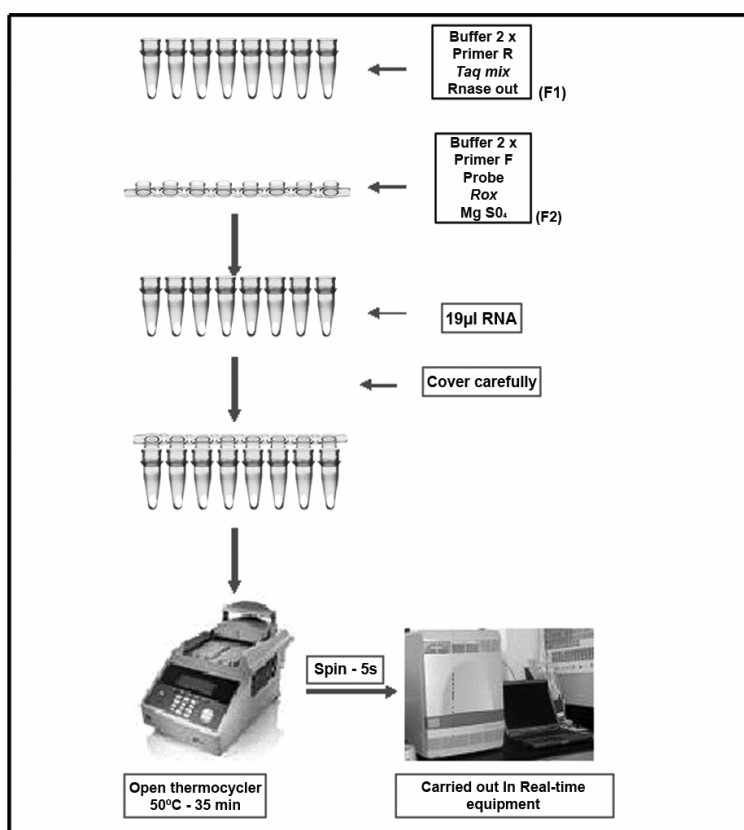 Buffer 2 x
Primer R
Taq mix
Rnase out
(F1)
Buffer 2 x
Primer F
Probe
Rox
Mg S0₄
(F2)
19µl RNA
Cover carefully
Spin - 5s
Open thermocycler
50ºC - 35 min
Carried out In Real-time
equipment